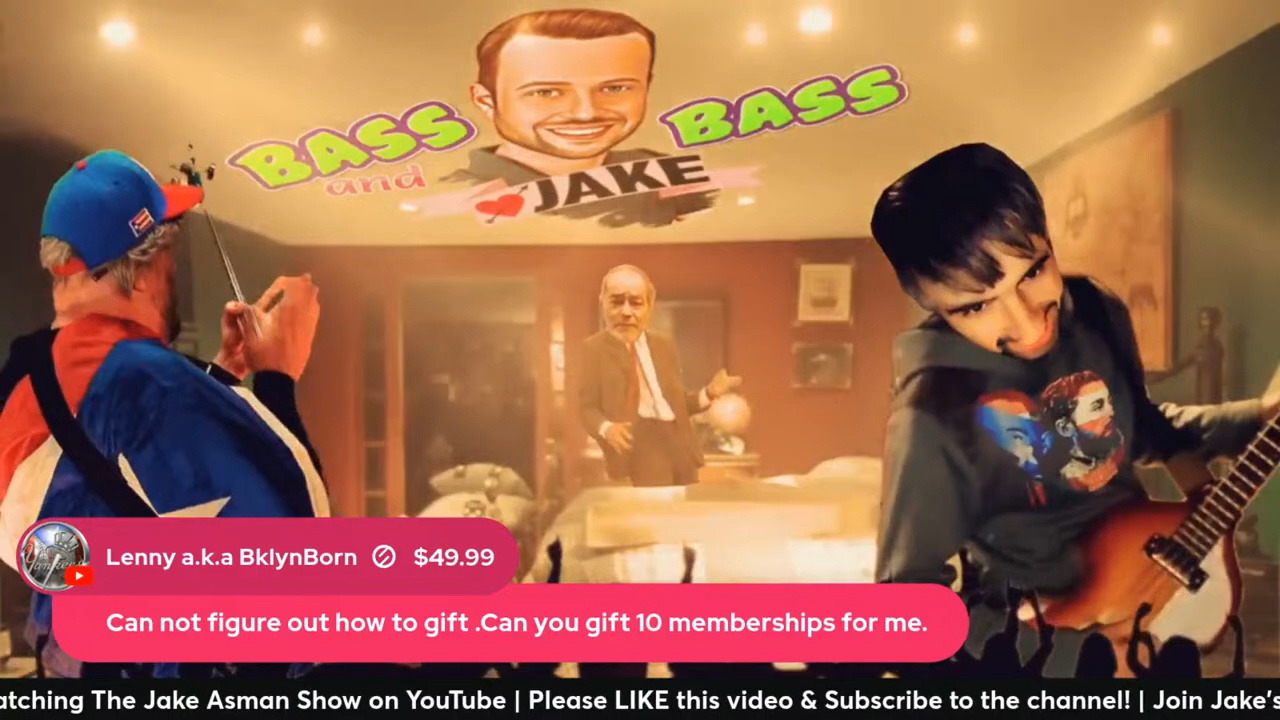 BASS and JAKE BASS
Lenny a.k.a BklynBorn $49.99
Can not figure out how to gift .Can you gift 10 memberships for me.
atching The Jake Asman Show on YouTube | Please LIKE this video & Subscribe to the channel! | Join Jake's